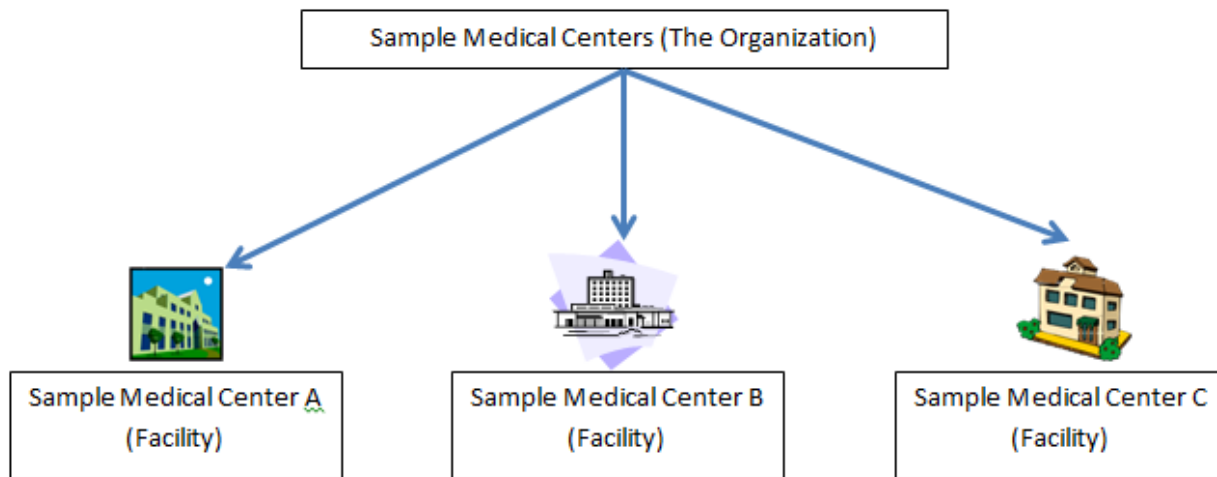 Sample Medical Centers (The Organization)
Sample Medical Center A
(Facility)
Sample Medical Center B
(Facility)
Sample Medical Center C
(Facility)